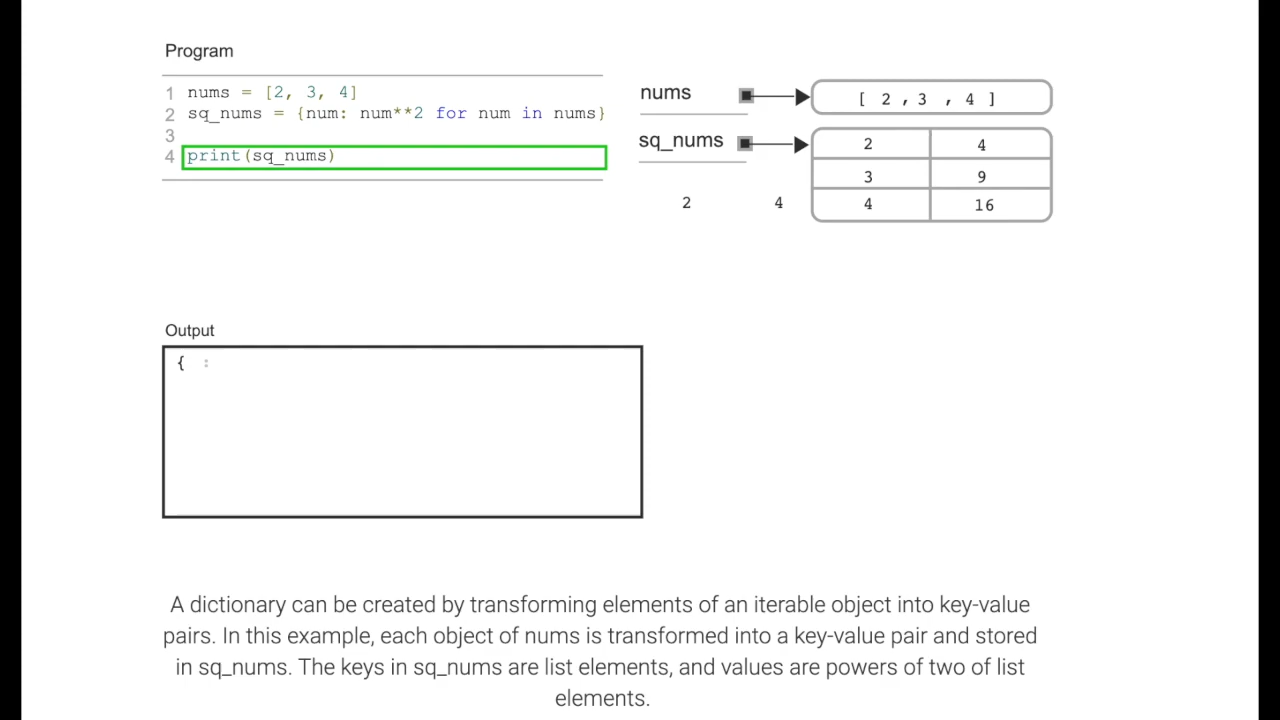 Program
1 nums = [2, 3, 4]
2 sq_nums = {num: num**2 for num in nums}
3
4 print(sq_nums)
nums [ 2 , 3 , 4 ]
sq_nums
2 4
3 9
4 16
2 4
Output
{ :
A dictionary can be created by transforming elements of an iterable object into key-value
pairs. In this example, each object of nums is transformed into a key-value pair and stored
in sq_nums. The keys in sq_nums are list elements, and values are powers of two of list
elements.